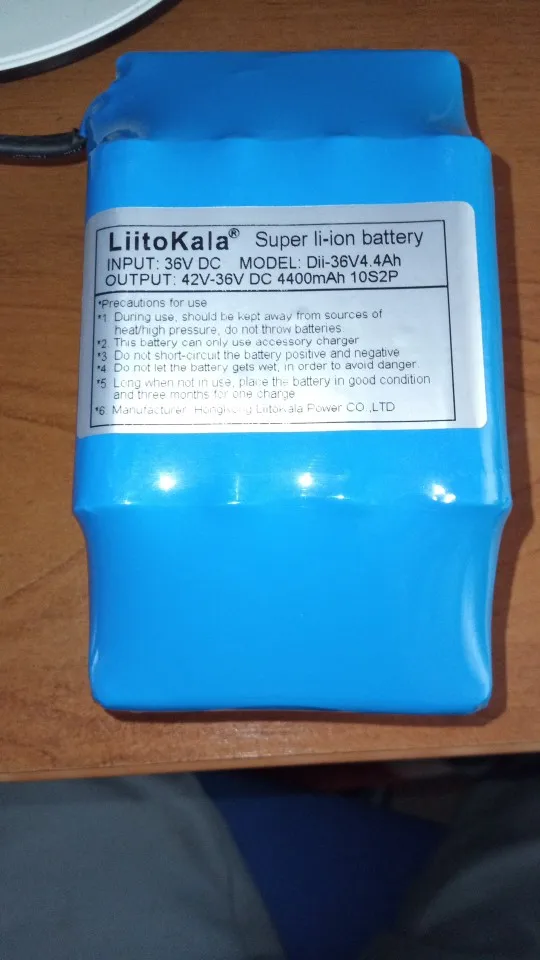 LiitoKala® Super li-ion battery
INPUT: 36V DC MODEL: Dii-36V4.4Ah
OUTPUT: 42V-36V DC 4400mAh 10S2P
*Precautions for use
*1. During use, should be kept away from sources of
heat/high pressure, do not throw batteries.
*2. This battery can only use accessory charger
*3. Do not short-circuit the battery positive and negative
*4. Do not let the battery gets wet, in order to avoid danger.
*5. Long when not in use, place the battery in good condition
and three months for one charge
*6. Manufacturer: HongKong LiitoKala Power CO.,LTD